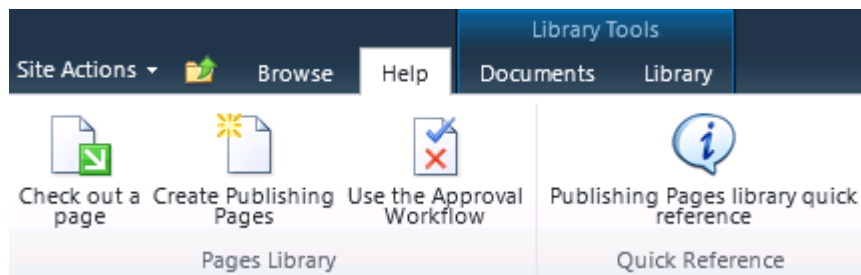 Library Tools
Site Actions Browse Help Documents Library
Check out a page
Create Publishing Pages
Use the Approval Workflow
Publishing Pages library quick reference
Pages Library Quick Reference